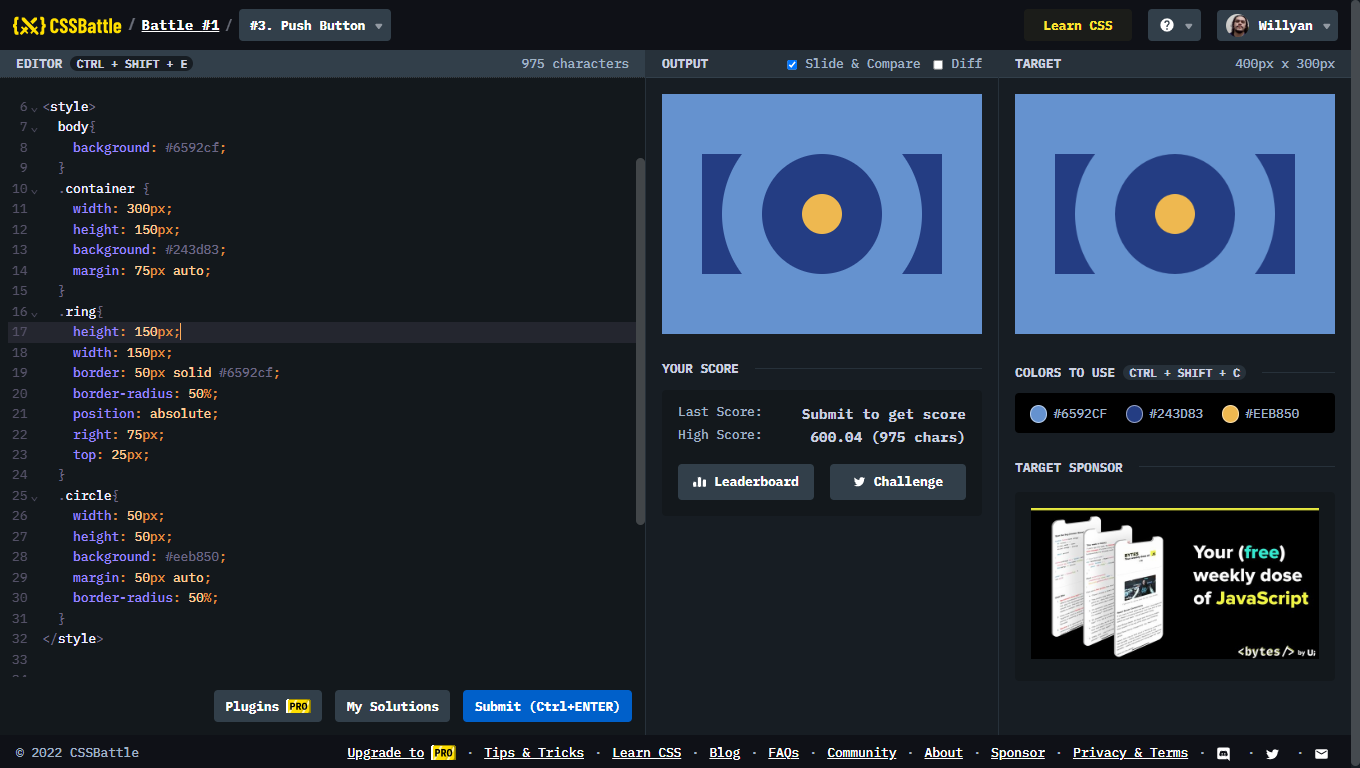 {X} CSSBattle / Battle #1 / #3. Push Button
Learn CSS
?
Willyan
EDITOR CTRL + SHIFT + E 975 characters
OUTPUT Slide & Compare Diff
TARGET 400px x 300px
6 <style>
7 body{
8 background: #6592cf;
9 }
10 .container {
11 width: 300px;
12 height: 150px;
13 background: #243d83;
14 margin: 75px auto;
15 }
16 .ring{
17 height: 150px;
18 width: 150px;
19 border: 50px solid #6592cf;
20 border-radius: 50%;
21 position: absolute;
22 right: 75px;
23 top: 25px;
24 }
25 .circle{
26 width: 50px;
27 height: 50px;
28 background: #eeb850;
29 margin: 50px auto;
30 border-radius: 50%;
31 }
32 </style>
33
Plugins PRO
My Solutions
Submit (Ctrl+ENTER)
YOUR SCORE
Last Score: Submit to get score
High Score: 600.04 (975 chars)
Leaderboard
Challenge
COLORS TO USE CTRL + SHIFT + C
#6592CF #243D83 #EEB850
TARGET SPONSOR
BYTES
Your (free)
weekly dose
of JavaScript
<bytes/> by Ui
© 2022 CSSBattle
Upgrade to PRO · Tips & Tricks · Learn CSS · Blog · FAQs · Community · About · Sponsor · Privacy & Terms · · ·